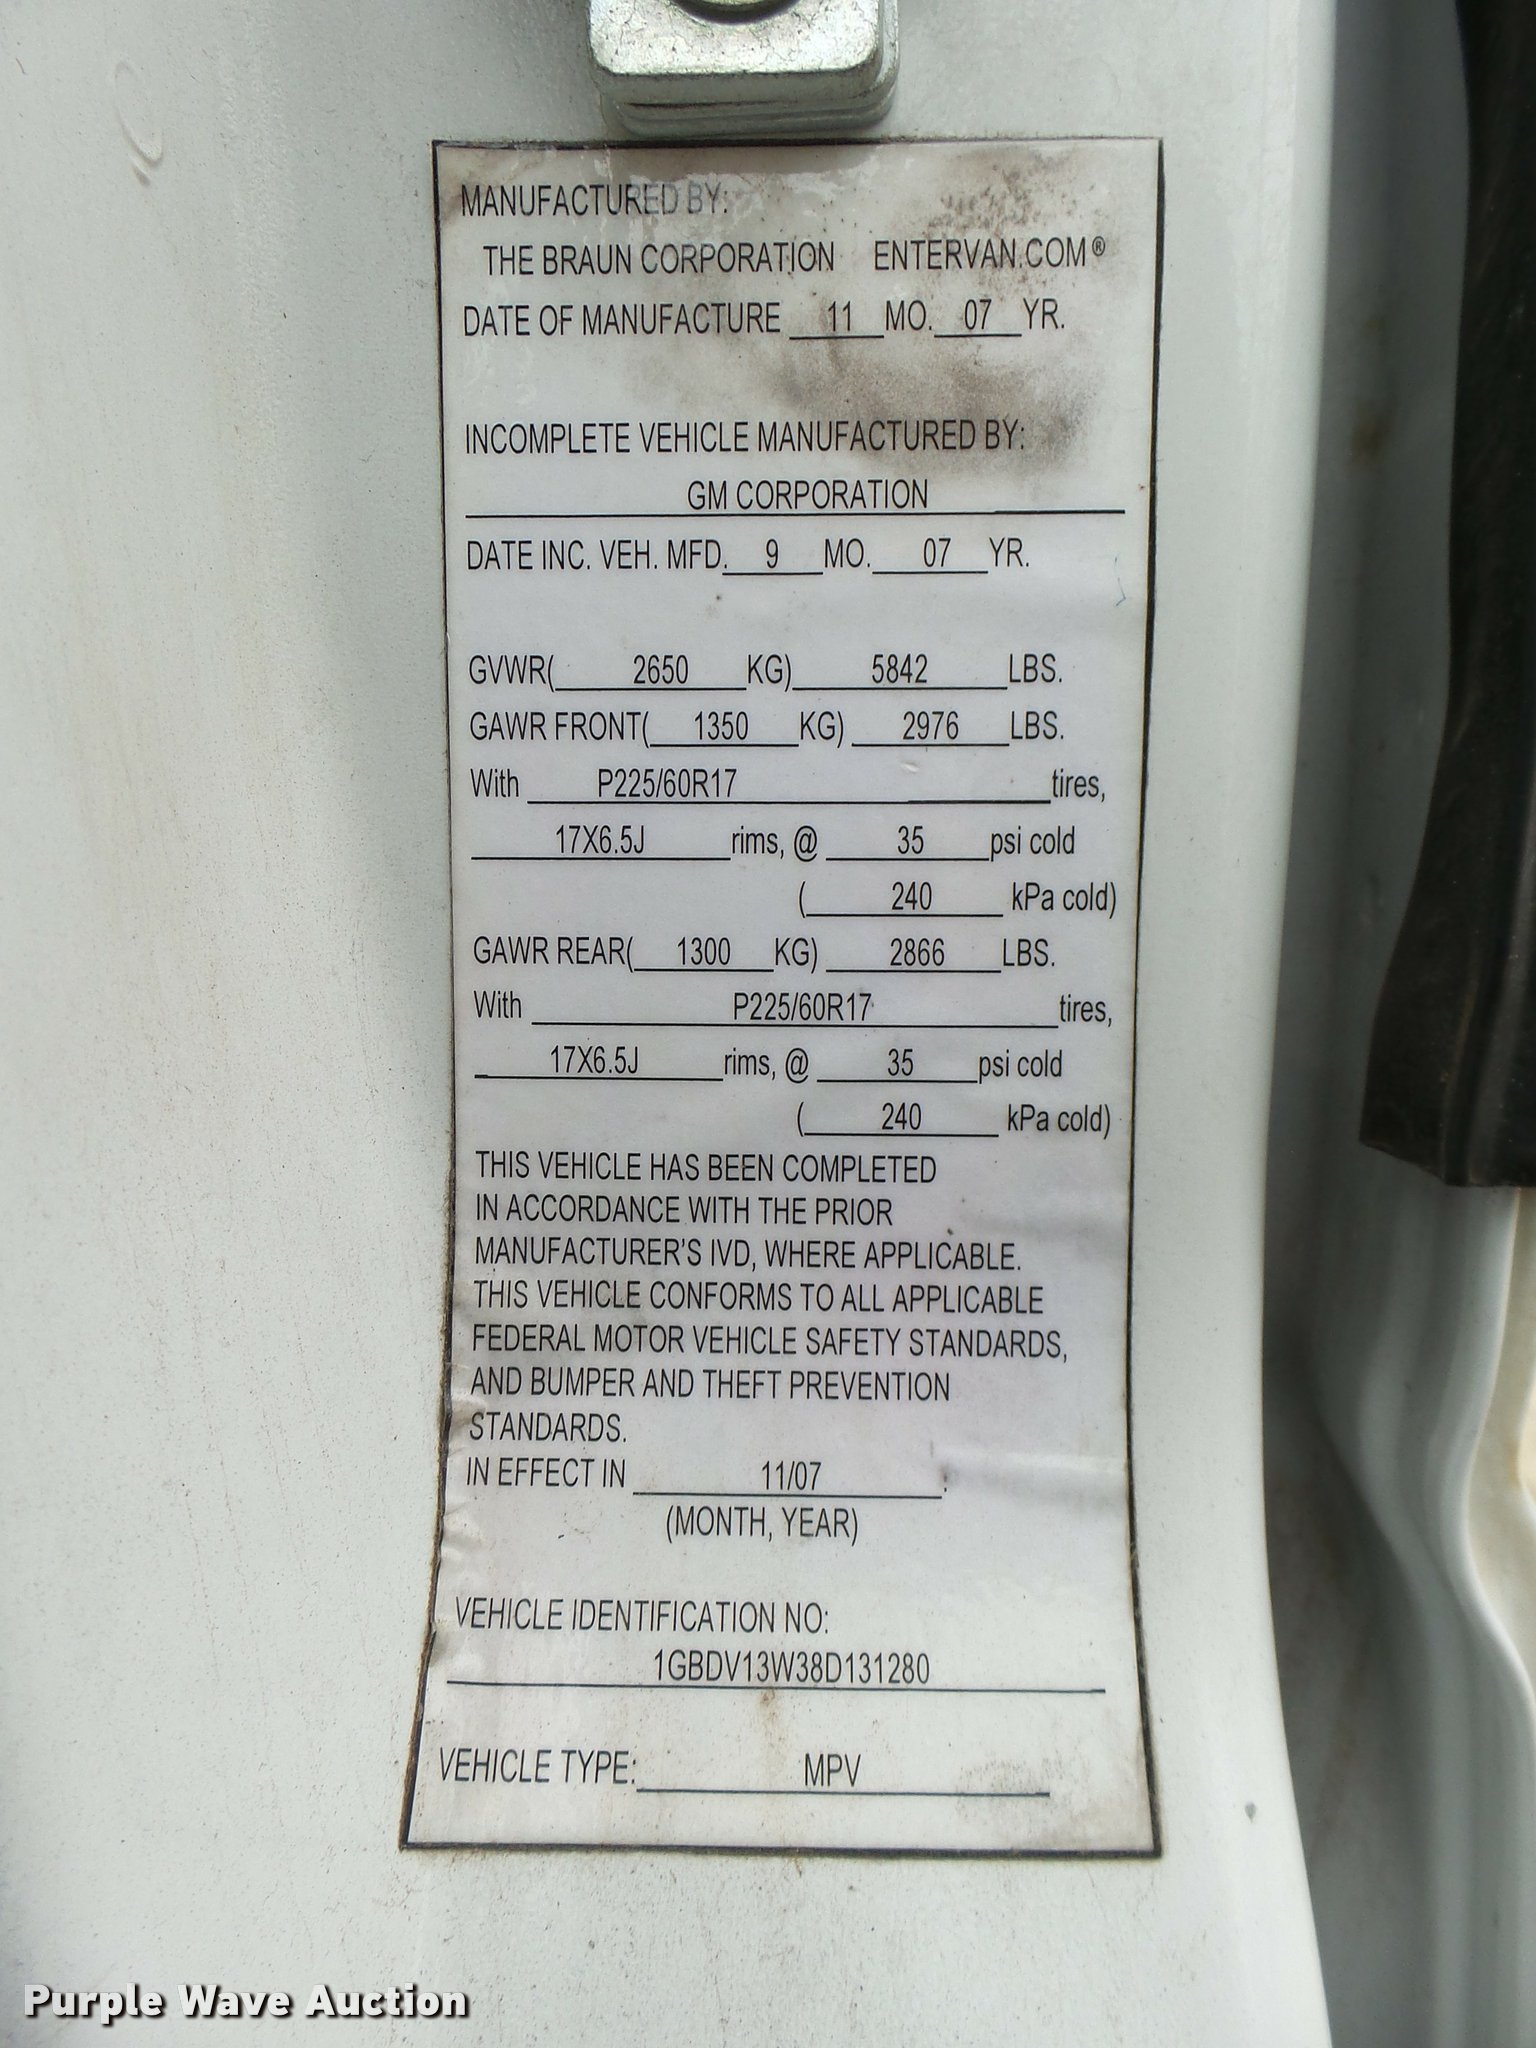 MANUFACTURED BY:
THE BRAUN CORPORATION ENTERVAN.COM®
DATE OF MANUFACTURE 11 MO. 07 YR.
INCOMPLETE VEHICLE MANUFACTURED BY:
GM CORPORATION
DATE INC. VEH. MFD. 9 MO. 07 YR.
GVWR( 2650 KG) 5842 LBS.
GAWR FRONT( 1350 KG) 2976 LBS.
With P225/60R17 tires,
17X6.5J rims, @ 35 psi cold
( 240 kPa cold)
GAWR REAR( 1300 KG) 2866 LBS.
With P225/60R17 tires,
17X6.5J rims, @ 35 psi cold
( 240 kPa cold)
THIS VEHICLE HAS BEEN COMPLETED
IN ACCORDANCE WITH THE PRIOR
MANUFACTURER'S IVD, WHERE APPLICABLE.
THIS VEHICLE CONFORMS TO ALL APPLICABLE
FEDERAL MOTOR VEHICLE SAFETY STANDARDS,
AND BUMPER AND THEFT PREVENTION
STANDARDS.
IN EFFECT IN 11/07.
(MONTH, YEAR)
VEHICLE IDENTIFICATION NO:
1GBDV13W38D131280
VEHICLE TYPE: MPV
Purple Wave Auction